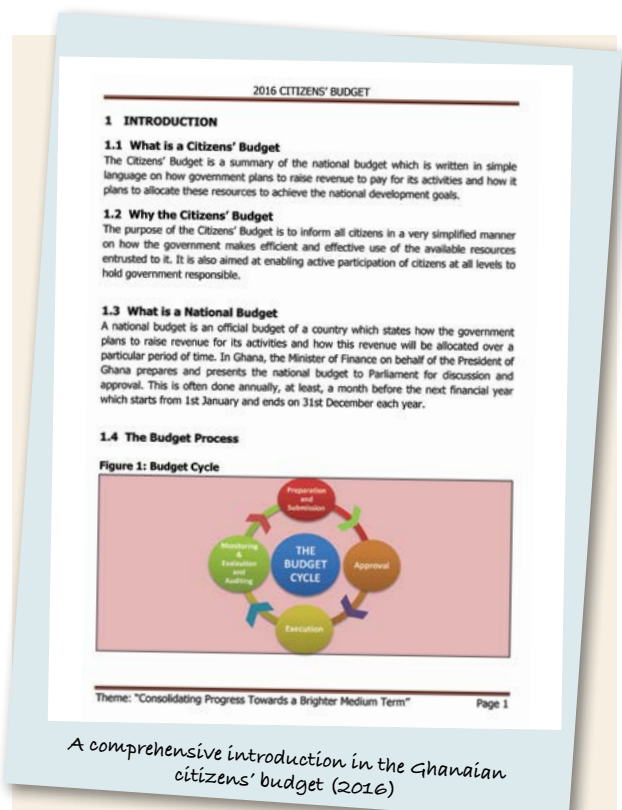 2016 CITIZENS' BUDGET
1 INTRODUCTION
1.1 What is a Citizens' Budget
The Citizens' Budget is a summary of the national budget which is written in simple
language on how government plans to raise revenue to pay for its activities and how it
plans to allocate these resources to achieve the national development goals.
1.2 Why the Citizens' Budget
The purpose of the Citizens' Budget is to inform all citizens in a very simplified manner
on how the government makes efficient and effective use of the available resources
entrusted to it. It is also aimed at enabling active participation of citizens at all levels to
hold government responsible.
1.3 What is a National Budget
A national budget is an official budget of a country which states how the government
plans to raise revenue for its activities and how this revenue will be allocated over a
particular period of time. In Ghana, the Minister of Finance on behalf of the President of
Ghana prepares and presents the national budget to Parliament for discussion and
approval. This is often done annually, at least, a month before the next financial year
which starts from 1st January and ends on 31st December each year.
1.4 The Budget Process
Figure 1: Budget Cycle
Preparation
and
Submission
Monitoring
&
Evaluation
and
Auditing
THE
BUDGET
CYCLE
Approval
Execution
Theme: "Consolidating Progress Towards a Brighter Medium Term" Page 1
A comprehensive introduction in the Ghanaian
citizens' budget (2016)